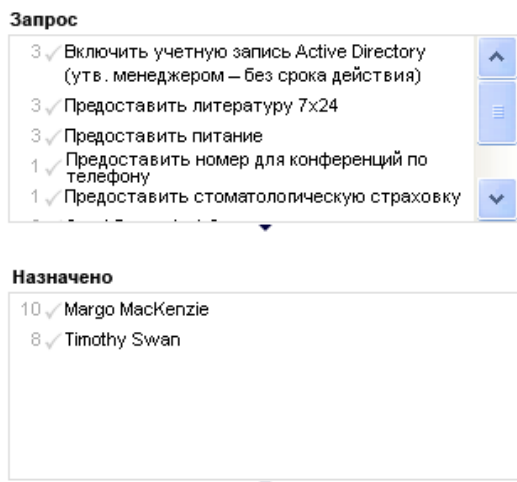 Запрос
3 Включить учетную запись Active Directory
(утв. менеджером – без срока действия)
3 Предоставить литературу 7x24
3 Предоставить питание
1 Предоставить номер для конференций по
телефону
1 Предоставить стоматологическую страховку
Назначено
10 Margo MacKenzie
8 Timothy Swan